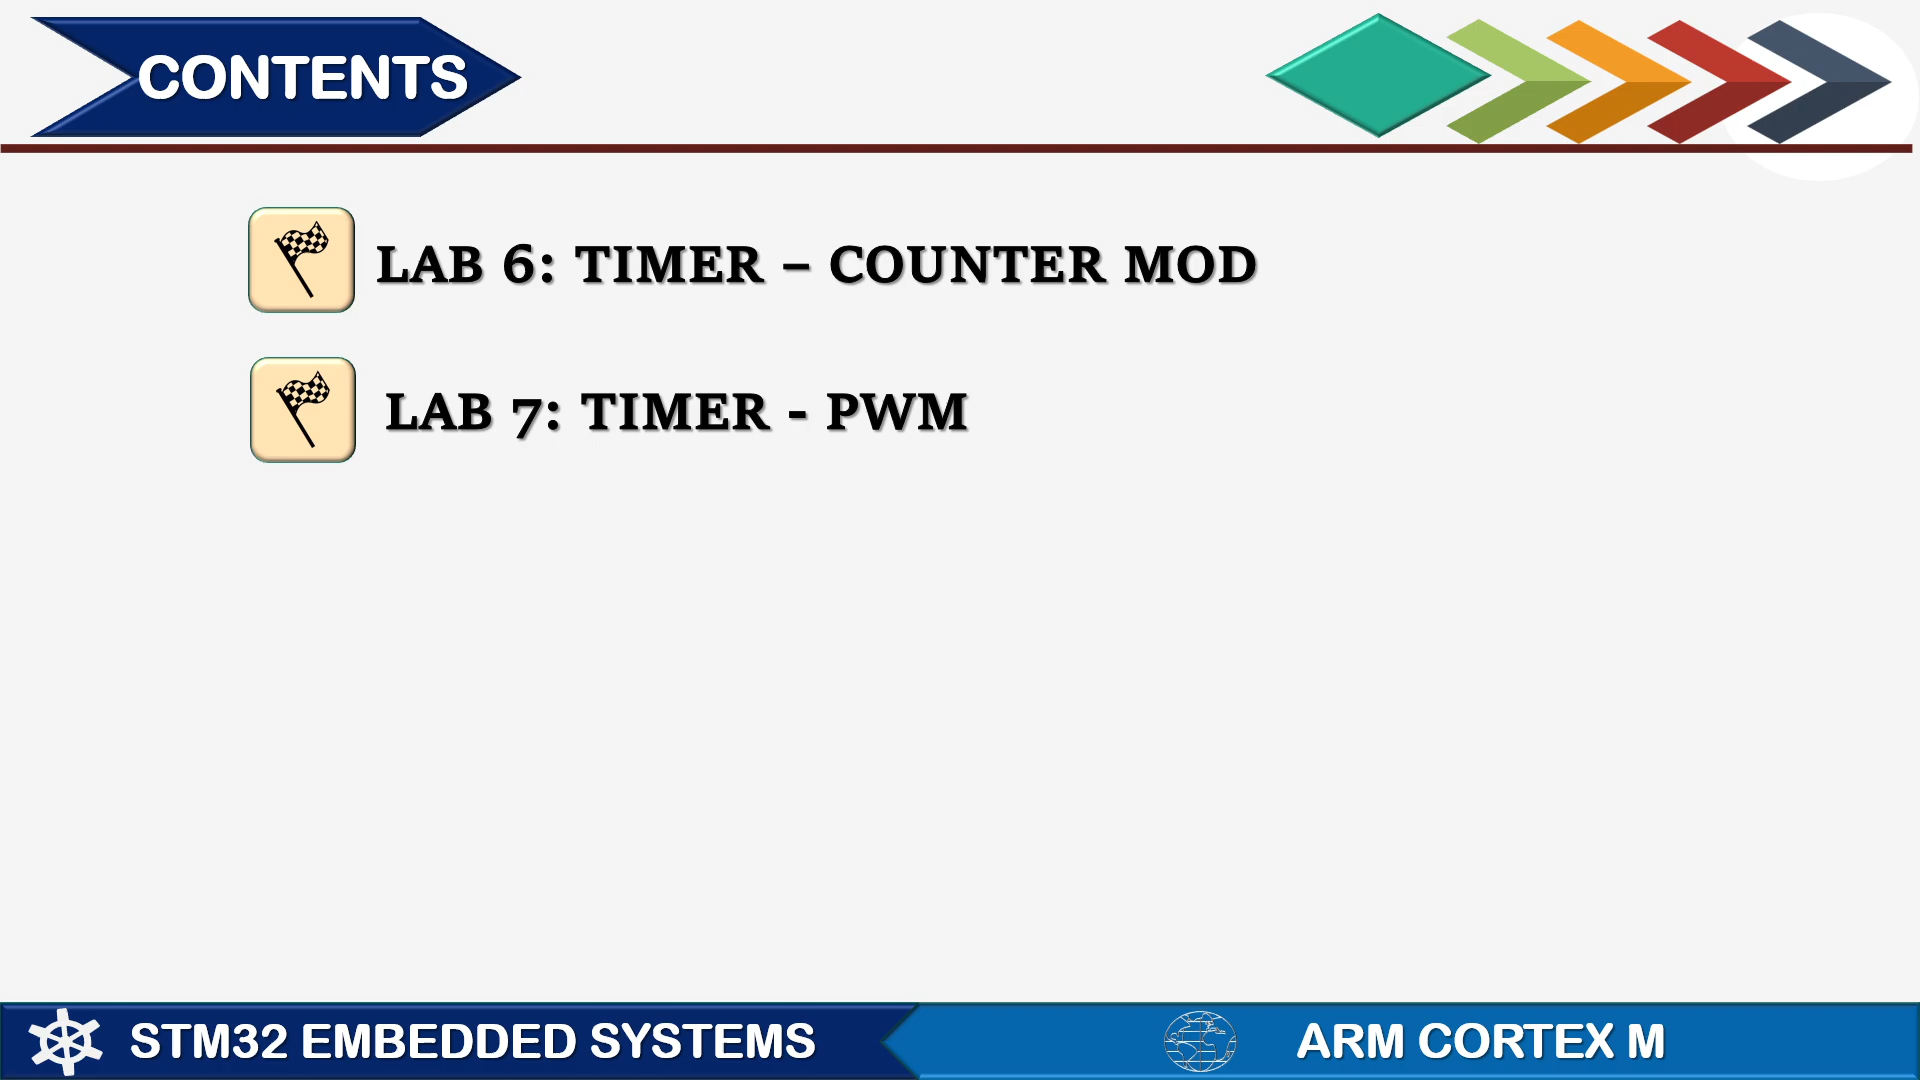 CONTENTS
LAB 6: TIMER – COUNTER MOD
LAB 7: TIMER - PWM
STM32 EMBEDDED SYSTEMS
ARM CORTEX M